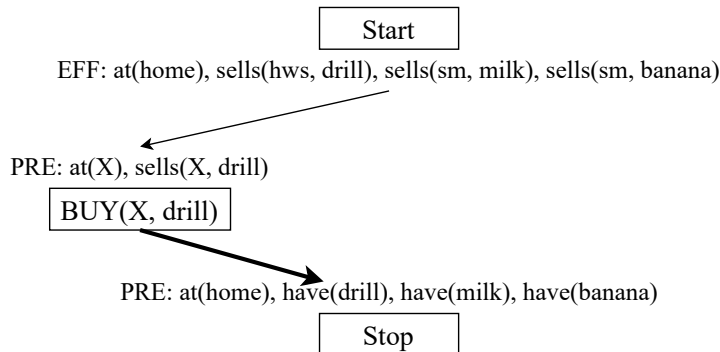 Start
EFF: at(home), sells(hws, drill), sells(sm, milk), sells(sm, banana)
PRE: at(X), sells(X, drill)
BUY(X, drill)
PRE: at(home), have(drill), have(milk), have(banana)
Stop